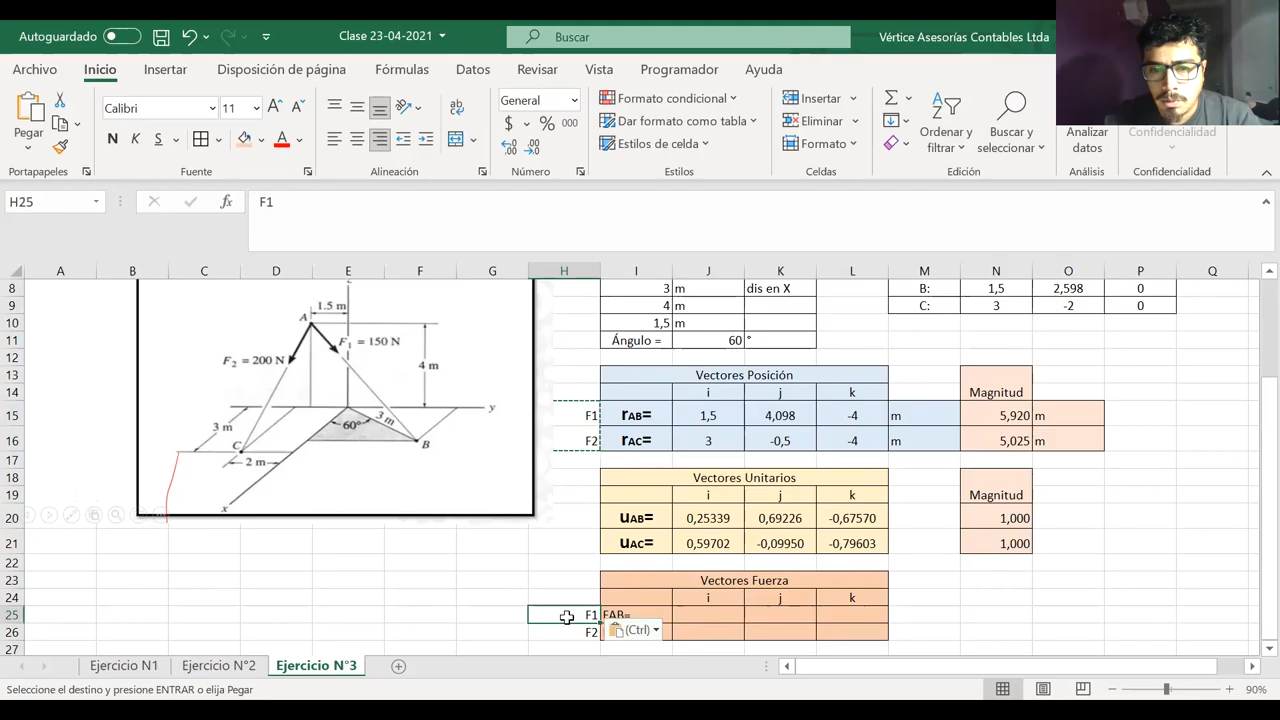 Autoguardado
Clase 23-04-2021
Buscar
Vértice Asesorías Contables Ltda
Archivo Inicio Insertar Disposición de página Fórmulas Datos Revisar Vista Programador Ayuda
Pegar
Calibri 11
N K S
General
$ % 000
Formato condicional
Dar formato como tabla
Estilos de celda
Insertar
Eliminar
Formato
Ordenar y filtrar
Buscar y seleccionar
Analizar datos
Confidencialidad
Portapapeles Fuente Alineación Número Estilos Celdas Edición Análisis Confidencialidad
H25 fx F1
A B C D E F G H I J K L M N O P Q
8 3 m dis en X B: 1,5 2,598 0
9 4 m C: 3 -2 0
10 1,5 m
11 Ángulo = 60 °
12
13 Vectores Posición
14 i j k Magnitud
15 F1 rAB= 1,5 4,098 -4 m 5,920 m
16 F2 rAC= 3 -0,5 -4 m 5,025 m
17
18 Vectores Unitarios
19 i j k Magnitud
20 uAB= 0,25339 0,69226 -0,67570 1,000
21 uAC= 0,59702 -0,09950 -0,79603 1,000
22
23 Vectores Fuerza
24 i j k
25 F1 FAB=
26 F2
27
(Ctrl)
1.5 m
A
F1 = 150 N
F2 = 200 N
4 m
y
3 m
3 m
60°
C
B
2 m
x
Ejercicio N1 Ejercicio N°2 Ejercicio N°3
Seleccione el destino y presione ENTRAR o elija Pegar
90%